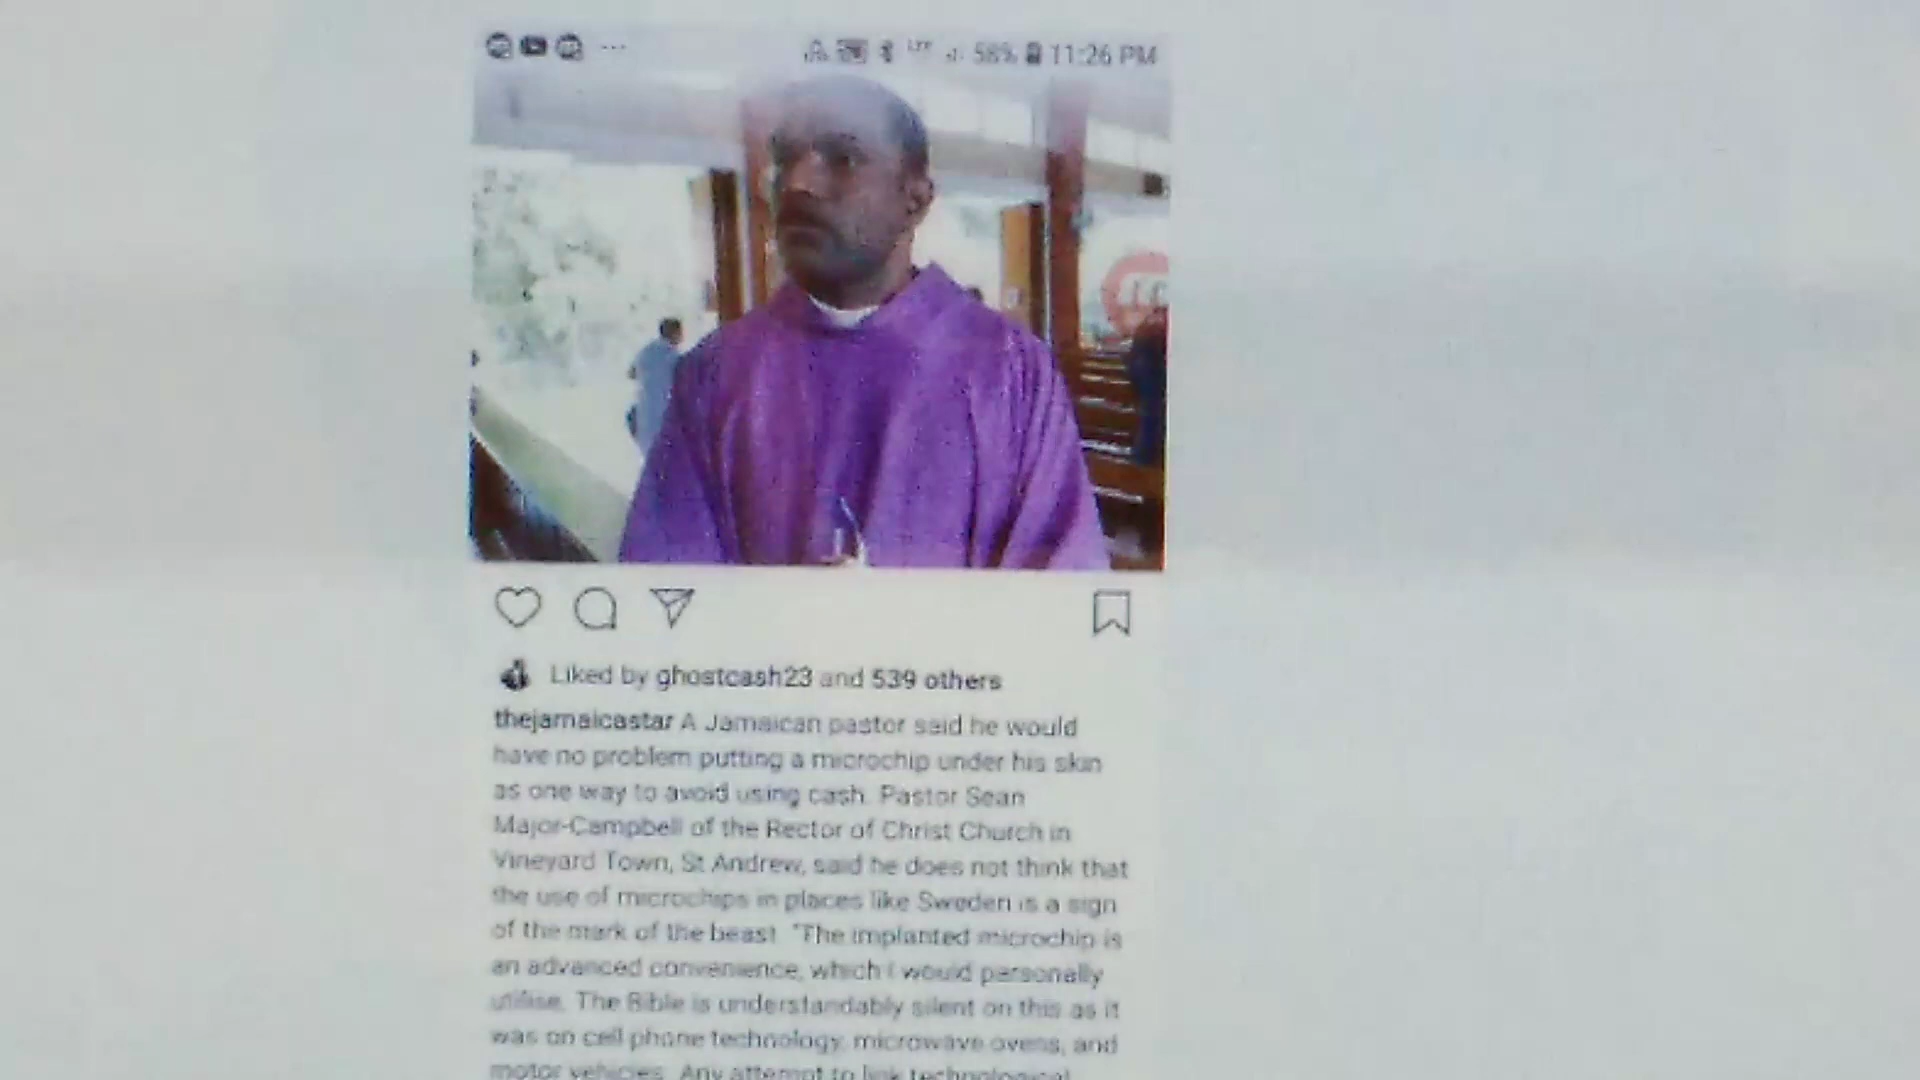 58% 11:26 PM
Liked by ghostcash23 and 539 others
thejamaicastar A Jamaican pastor said he would
have no problem putting a microchip under his skin
as one way to avoid using cash. Pastor Sean
Major-Campbell of the Rector of Christ Church in
Vineyard Town, St Andrew, said he does not think that
the use of microchips in places like Sweden is a sign
of the mark of the beast. "The implanted microchip is
an advanced convenience, which I would personally
utilise. The Bible is understandably silent on this as it
was on cell phone technology, microwave ovens, and
motor vehicles. Any attempt to link technological